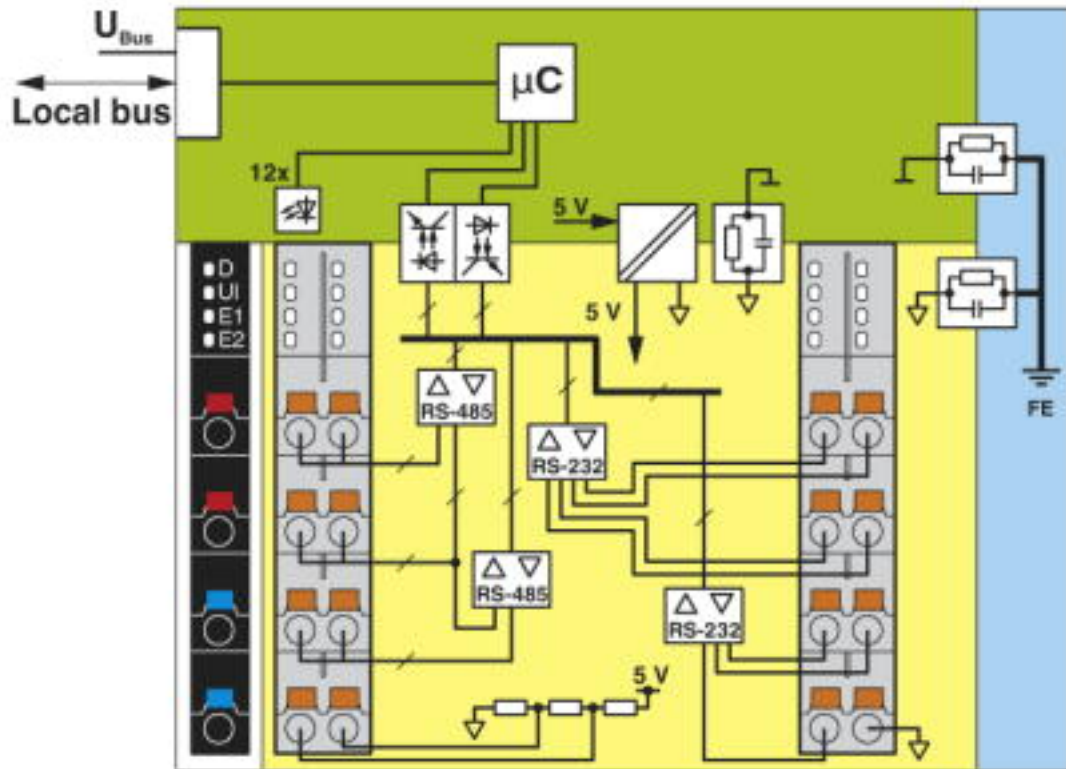 U Bus
Local bus
µC
12x
5 V
D
UI
E1
E2
5 V
RS-485
RS-232
FE
RS-485
RS-232
5 V